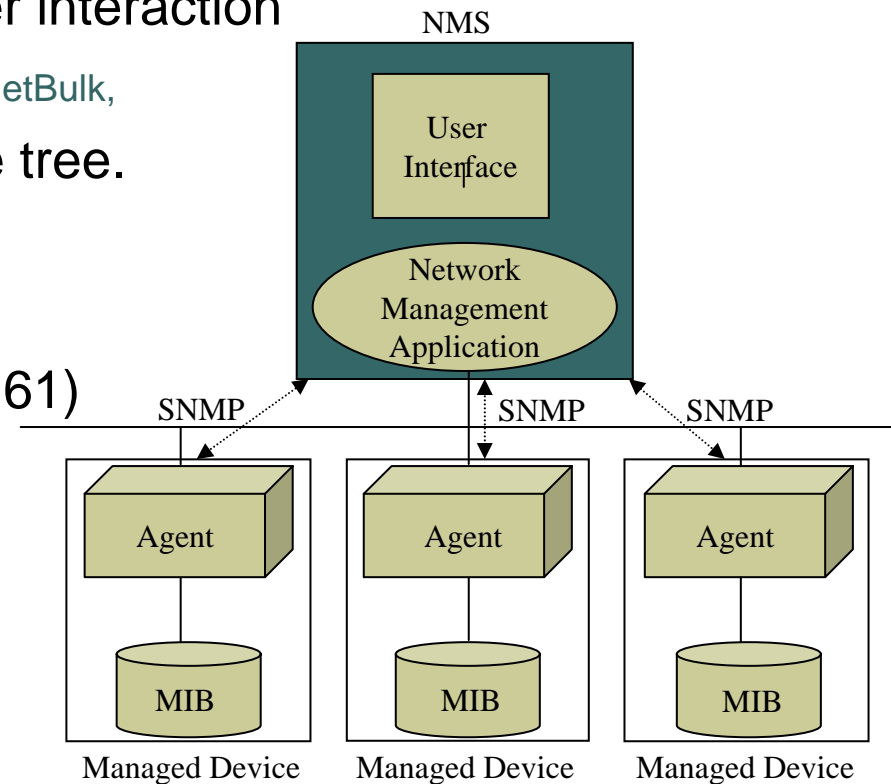 er interaction
etBulk,
e tree.
61)
NMS
User
Interface
Network
Management
Application
SNMP
SNMP
SNMP
Agent
Agent
Agent
MIB
MIB
MIB
Managed Device
Managed Device
Managed Device